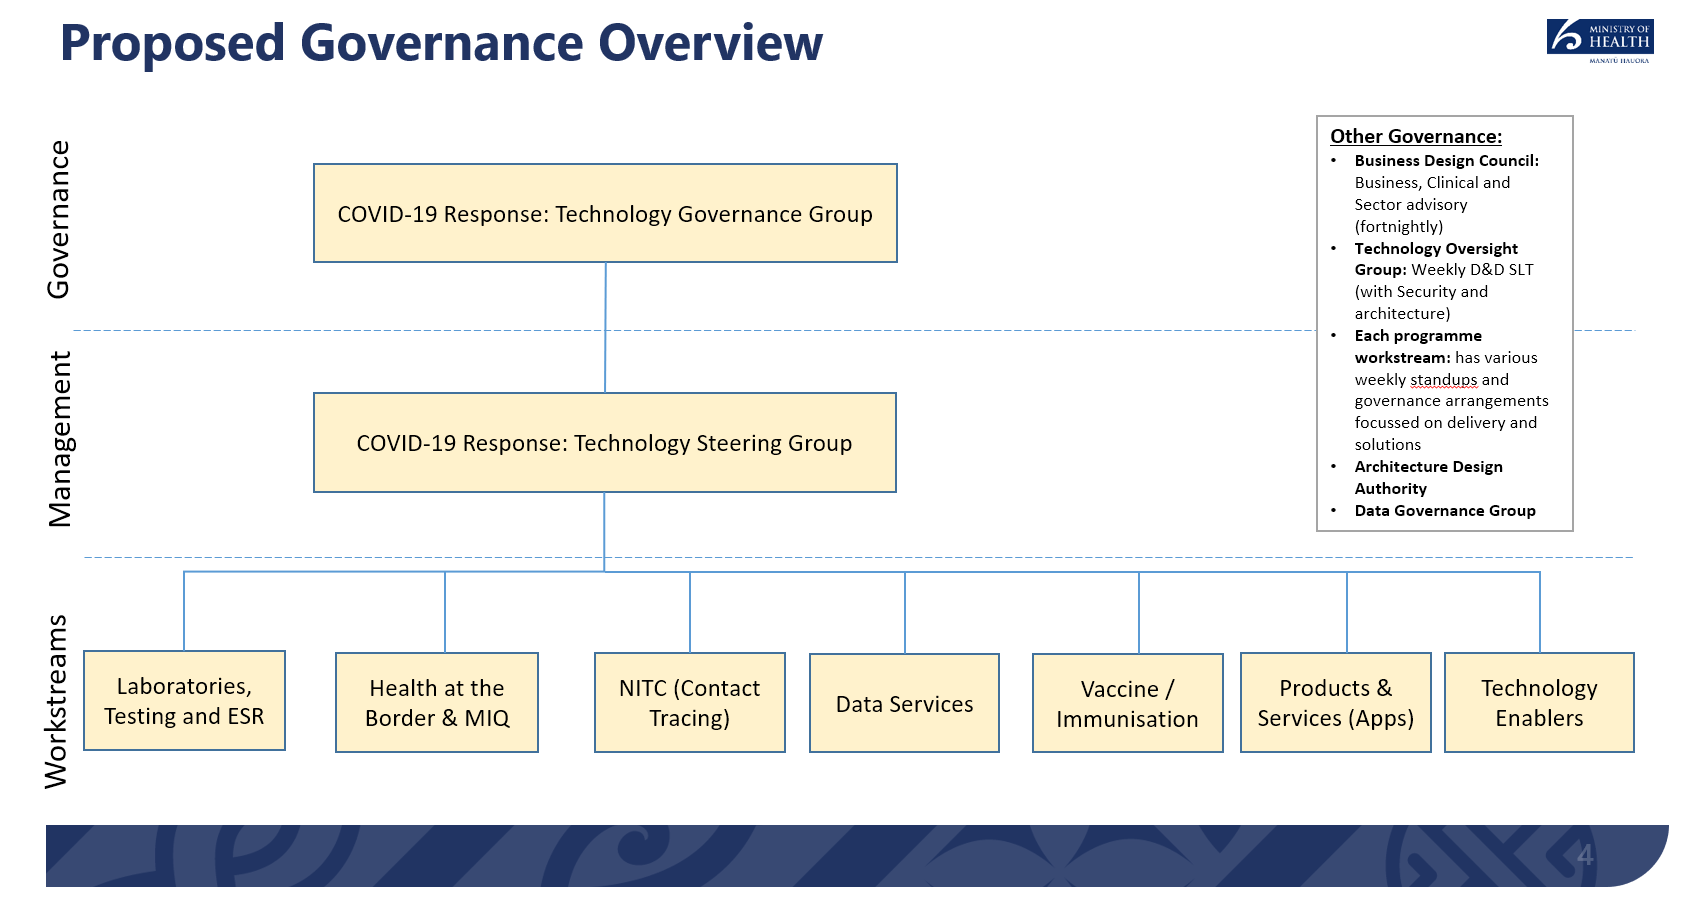 Proposed Governance Overview
MINISTRY OF
HEALTH
MANATŪ HAUORA
Governance
COVID-19 Response: Technology Governance Group
Other Governance:
• Business Design Council:
Business, Clinical and
Sector advisory
(fortnightly)
• Technology Oversight
Group: Weekly D&D SLT
(with Security and
architecture)
• Each programme
workstream: has various
weekly standups and
governance arrangements
focussed on delivery and
solutions
• Architecture Design
Authority
• Data Governance Group
Management
COVID-19 Response: Technology Steering Group
Workstreams
Laboratories,
Testing and ESR
Health at the
Border & MIQ
NITC (Contact
Tracing)
Data Services
Vaccine /
Immunisation
Products &
Services (Apps)
Technology
Enablers
4